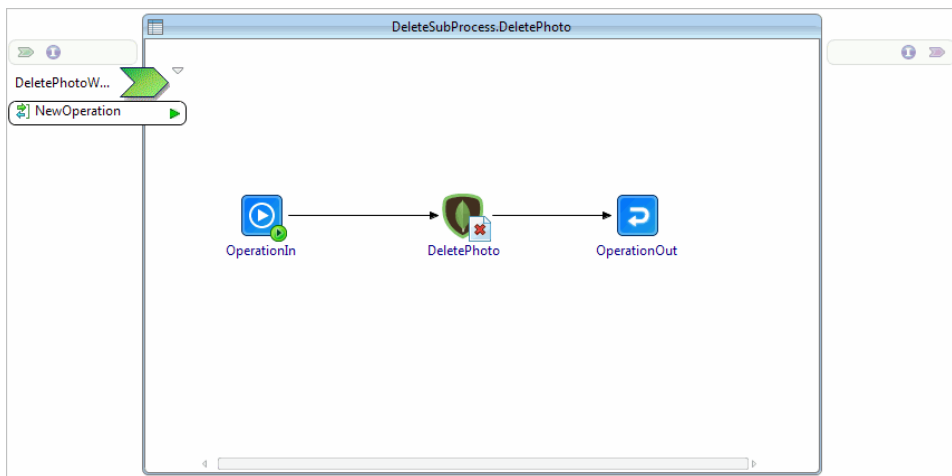 DeleteSubProcess.DeletePhoto
DeletePhotoW...
NewOperation
OperationIn
DeletePhoto
OperationOut